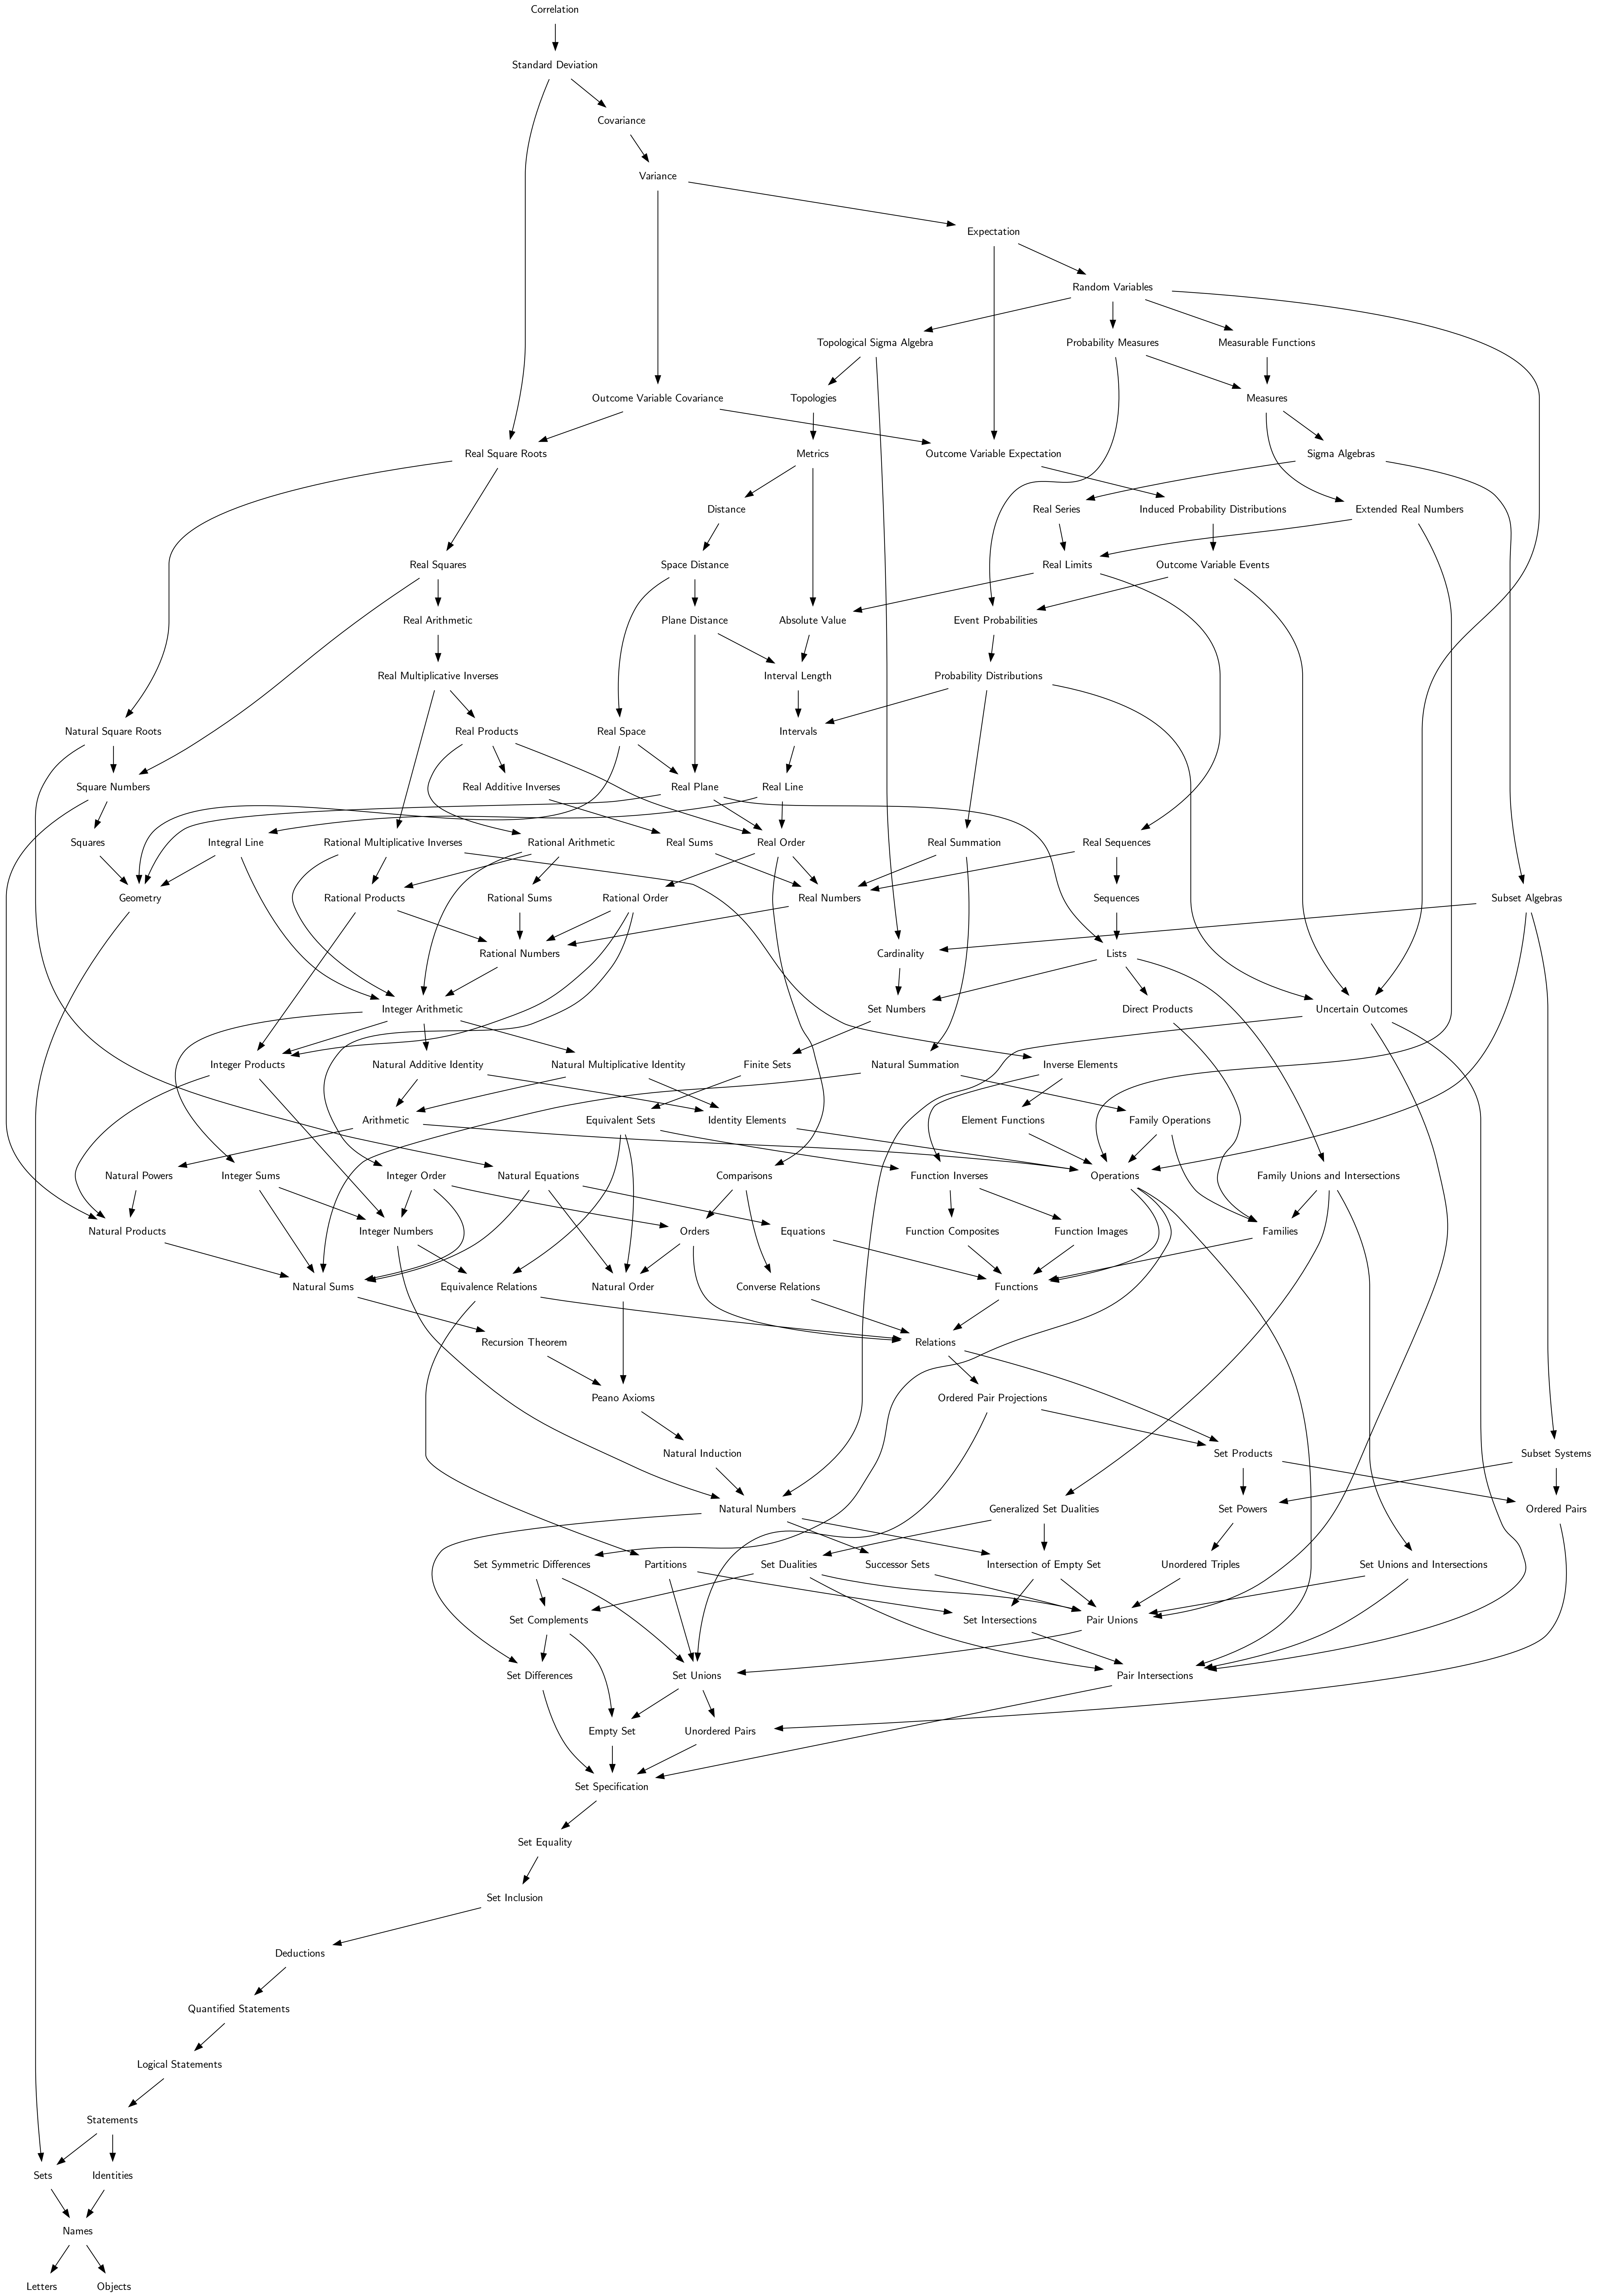 Correlation
Standard Deviation
Covariance
Variance
Expectation
Random Variables
Topological Sigma Algebra
Probability Measures
Measurable Functions
Outcome Variable Covariance
Topologies
Measures
Real Square Roots
Metrics
Outcome Variable Expectation
Sigma Algebras
Distance
Real Series
Induced Probability Distributions
Extended Real Numbers
Real Squares
Space Distance
Real Limits
Outcome Variable Events
Real Arithmetic
Plane Distance
Absolute Value
Event Probabilities
Real Multiplicative Inverses
Interval Length
Probability Distributions
Natural Square Roots
Real Products
Real Space
Intervals
Square Numbers
Real Additive Inverses
Real Plane
Real Line
Squares
Integral Line
Rational Multiplicative Inverses
Rational Arithmetic
Real Sums
Real Order
Real Summation
Real Sequences
Geometry
Rational Products
Rational Sums
Rational Order
Real Numbers
Sequences
Subset Algebras
Rational Numbers
Cardinality
Lists
Integer Arithmetic
Set Numbers
Direct Products
Uncertain Outcomes
Integer Products
Natural Additive Identity
Natural Multiplicative Identity
Finite Sets
Natural Summation
Inverse Elements
Arithmetic
Equivalent Sets
Identity Elements
Element Functions
Family Operations
Natural Powers
Integer Sums
Integer Order
Natural Equations
Comparisons
Function Inverses
Operations
Family Unions and Intersections
Natural Products
Integer Numbers
Orders
Equations
Function Composites
Function Images
Families
Natural Sums
Equivalence Relations
Natural Order
Converse Relations
Functions
Recursion Theorem
Relations
Peano Axioms
Ordered Pair Projections
Natural Induction
Set Products
Subset Systems
Natural Numbers
Generalized Set Dualities
Set Powers
Ordered Pairs
Set Symmetric Differences
Partitions
Set Dualities
Successor Sets
Intersection of Empty Set
Unordered Triples
Set Unions and Intersections
Set Complements
Set Intersections
Pair Unions
Set Differences
Set Unions
Pair Intersections
Empty Set
Unordered Pairs
Set Specification
Set Equality
Set Inclusion
Deductions
Quantified Statements
Logical Statements
Statements
Sets
Identities
Names
Letters
Objects